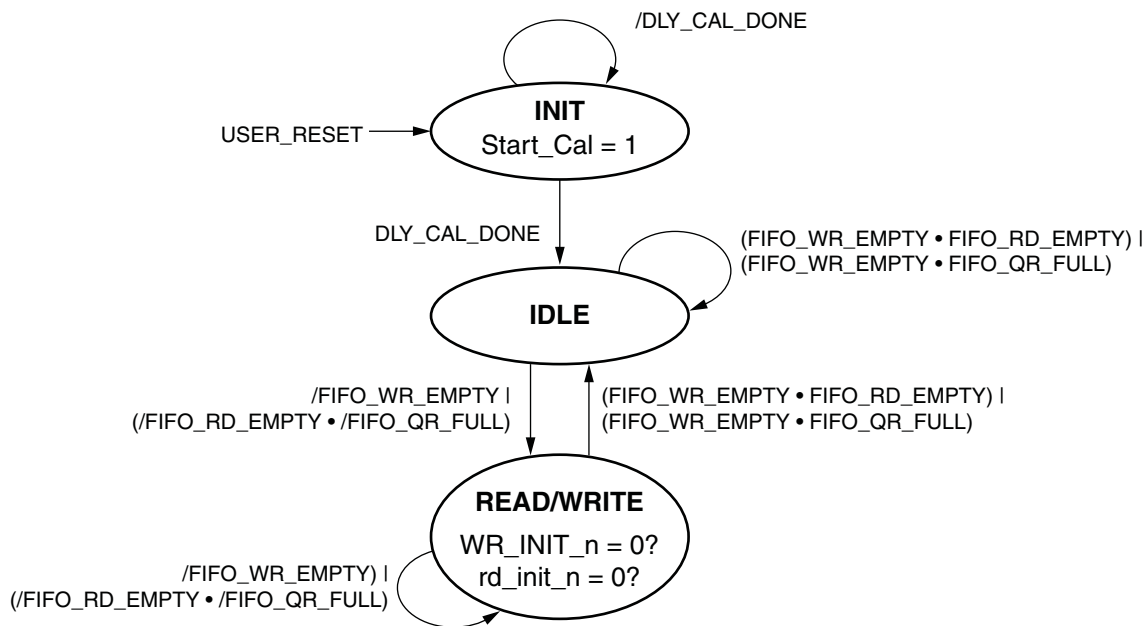 /DLY_CAL_DONE
INIT
Start_Cal = 1
USER_RESET
DLY_CAL_DONE
(FIFO_WR_EMPTY • FIFO_RD_EMPTY) |
(FIFO_WR_EMPTY • FIFO_QR_FULL)
IDLE
/FIFO_WR_EMPTY |
(/FIFO_RD_EMPTY • /FIFO_QR_FULL)
(FIFO_WR_EMPTY • FIFO_RD_EMPTY) |
(FIFO_WR_EMPTY • FIFO_QR_FULL)
READ/WRITE
WR_INIT_n = 0?
rd_init_n = 0?
/FIFO_WR_EMPTY) |
(/FIFO_RD_EMPTY • /FIFO_QR_FULL)